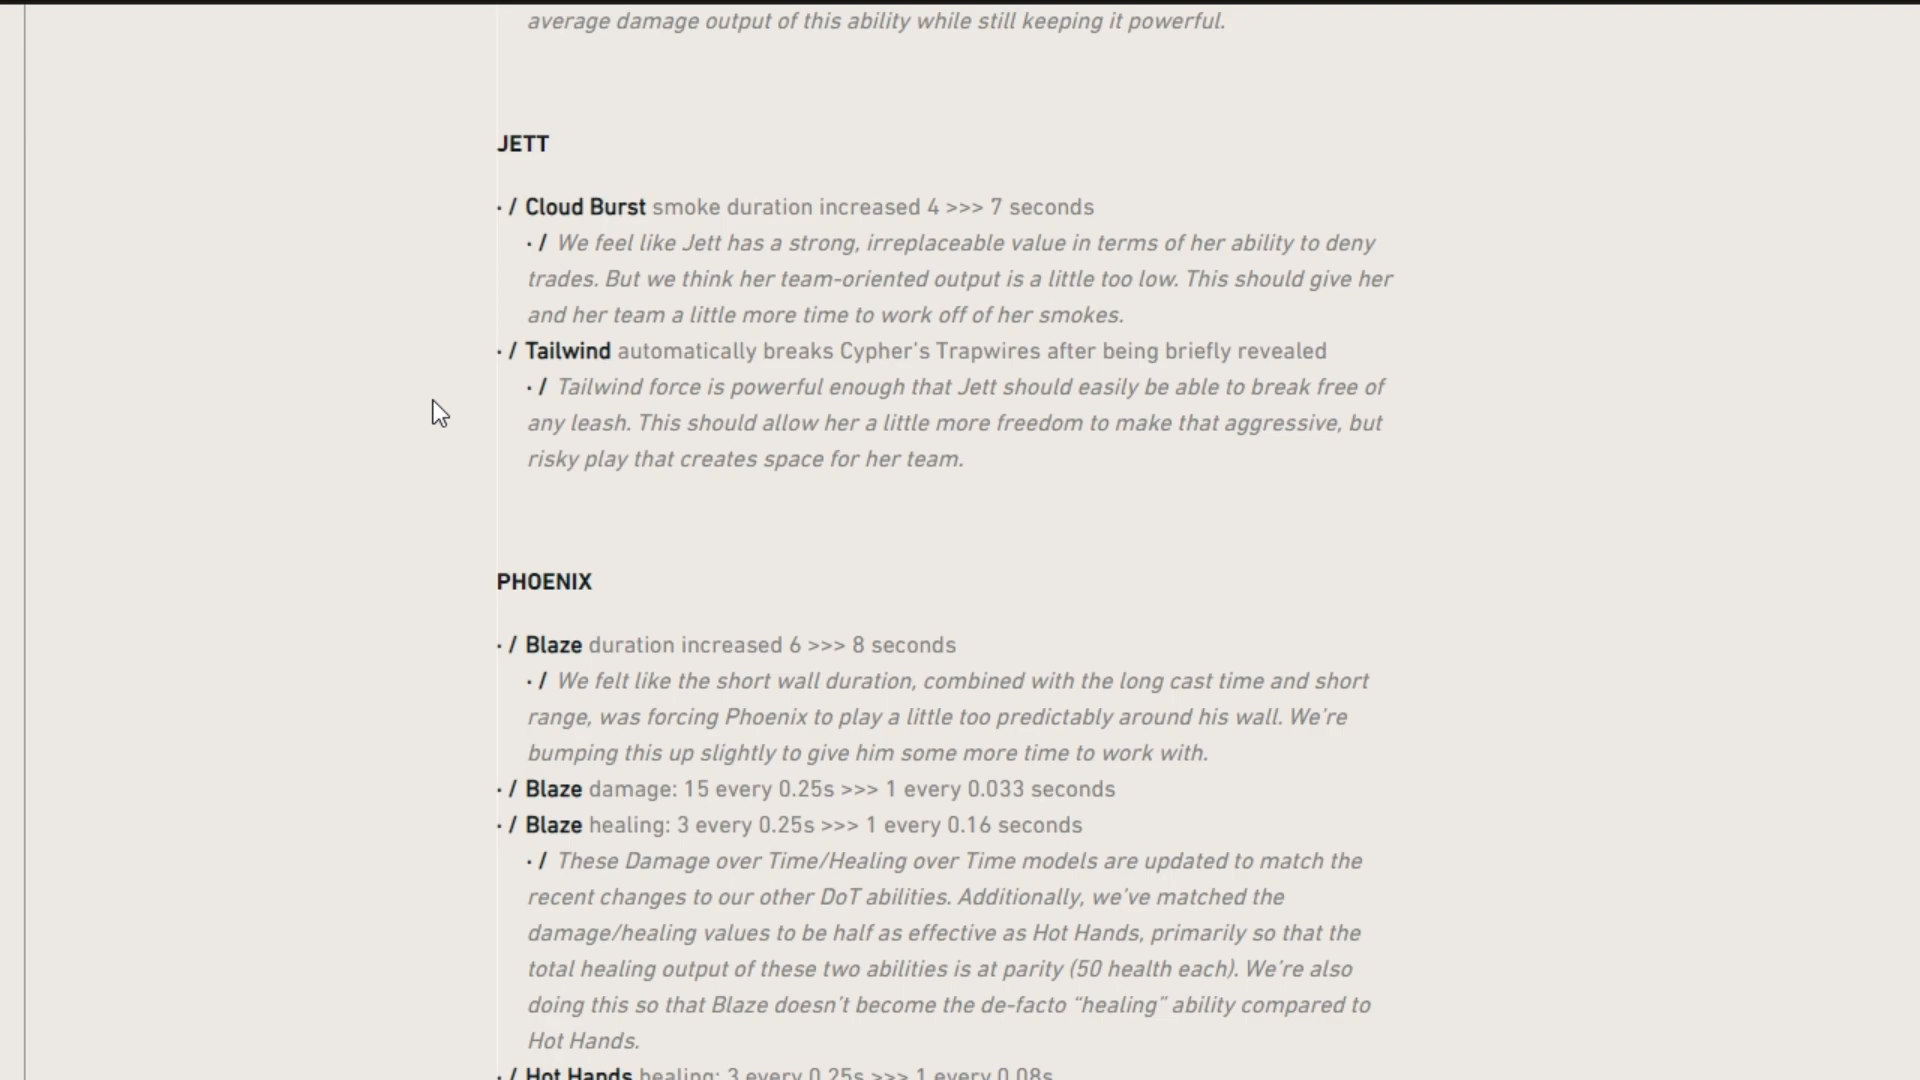 average damage output of this ability while still keeping it powerful.
JETT
· / Cloud Burst smoke duration increased 4 >>> 7 seconds
· / We feel like Jett has a strong, irreplaceable value in terms of her ability to deny
trades. But we think her team-oriented output is a little too low. This should give her
and her team a little more time to work off of her smokes.
· / Tailwind automatically breaks Cypher's Trapwires after being briefly revealed
· / Tailwind force is powerful enough that Jett should easily be able to break free of
any leash. This should allow her a little more freedom to make that aggressive, but
risky play that creates space for her team.
PHOENIX
· / Blaze duration increased 6 >>> 8 seconds
· / We felt like the short wall duration, combined with the long cast time and short
range, was forcing Phoenix to play a little too predictably around his wall. We're
bumping this up slightly to give him some more time to work with.
· / Blaze damage: 15 every 0.25s >>> 1 every 0.033 seconds
· / Blaze healing: 3 every 0.25s >>> 1 every 0.16 seconds
· / These Damage over Time/Healing over Time models are updated to match the
recent changes to our other DoT abilities. Additionally, we've matched the
damage/healing values to be half as effective as Hot Hands, primarily so that the
total healing output of these two abilities is at parity (50 health each). We're also
doing this so that Blaze doesn't become the de-facto “healing” ability compared to
Hot Hands.
· / Hot Hands healing: 3 every 0.25s >>> 1 every 0.08s